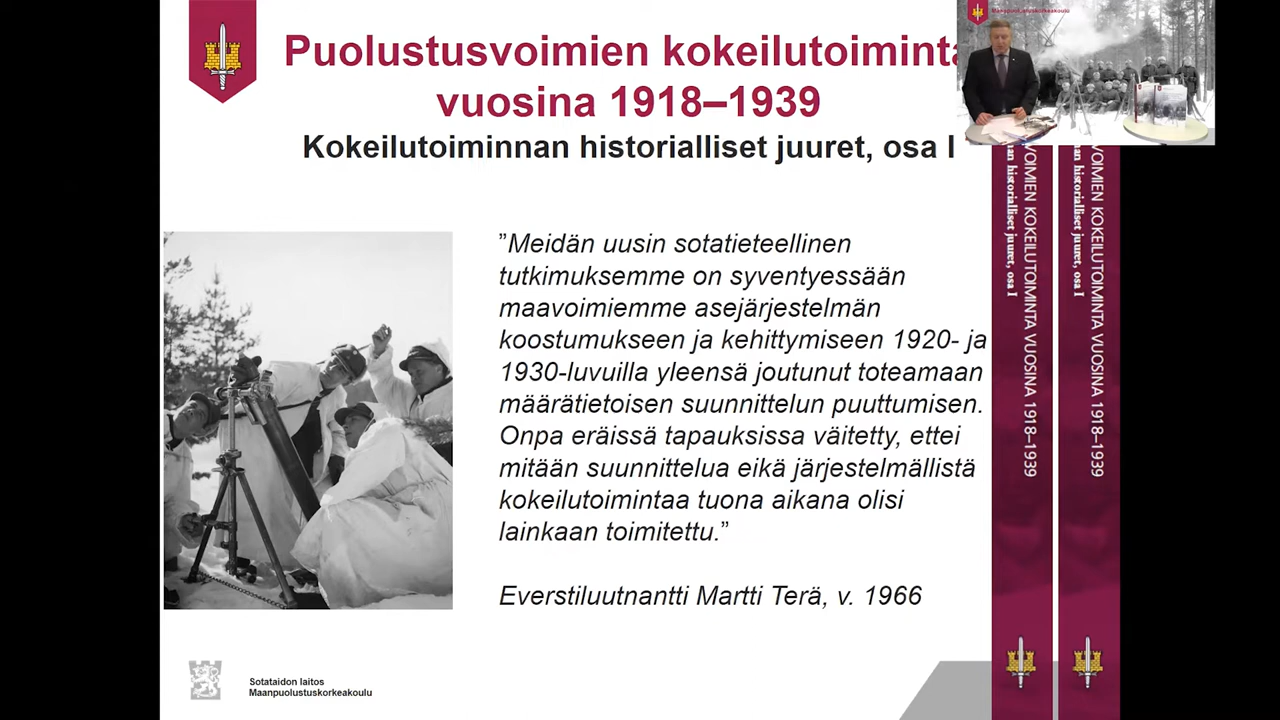 Puolustusvoimien kokeilutoiminta
vuosina 1918–1939
Kokeilutoiminnan historialliset juuret, osa I
”Meidän uusin sotatieteellinen
tutkimuksemme on syventyessään
maavoimiemme asejärjestelmän
koostumukseen ja kehittymiseen 1920- ja
1930-luvuilla yleensä joutunut toteamaan
määrätietoisen suunnittelun puuttumisen.
Onpa eräissä tapauksissa väitetty, ettei
mitään suunnittelua eikä järjestelmällistä
kokeilutoimintaa tuona aikana olisi
lainkaan toimitettu.”
Everstiluutnantti Martti Terä, v. 1966
Sotataidon laitos
Maanpuolustuskorkeakoulu
Maanpuolustuskorkeakoulu
VOIMIEN KOKEILUTOIMINTA VUOSINA 1918–1939
an historialliset juuret, osa I
VOIMIEN KOKEILUTOIMINTA VUOSINA 1918–1939
an historialliset juuret, osa I